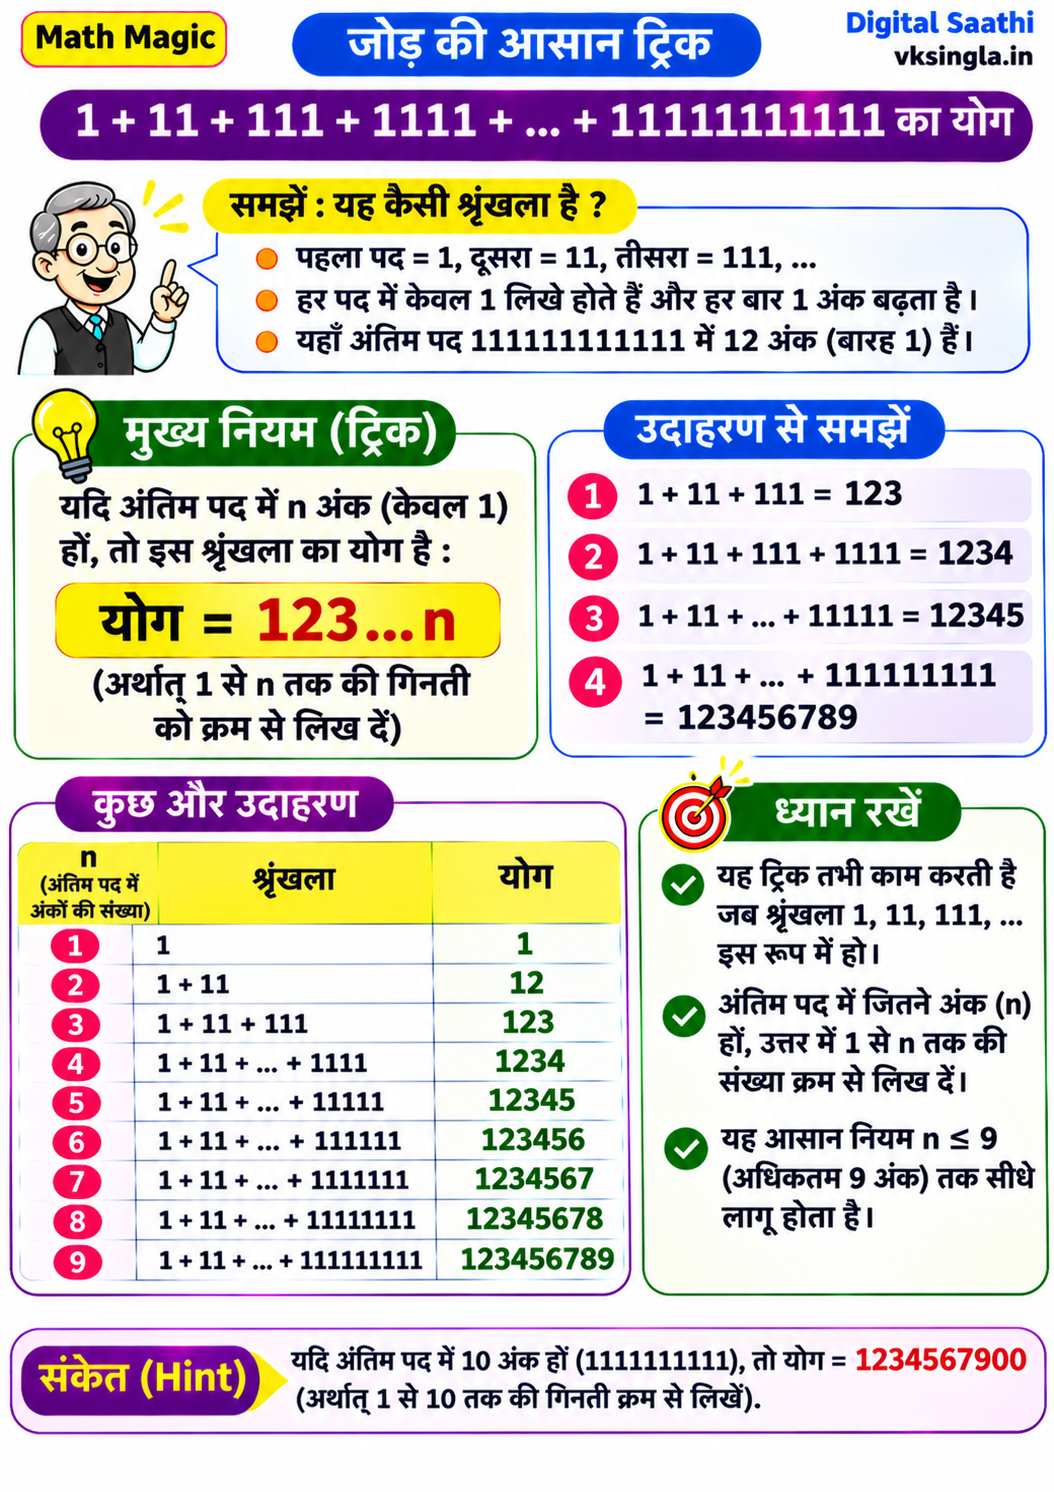 Math Magic
जोड़ की आसान ट्रिक
Digital Saathi
vksingla.in
1 + 11 + 111 + 1111 + ... + 11111111111 का योग
समझें : यह कैसी श्रृंखला है ?
पहला पद = 1, दूसरा = 11, तीसरा = 111, ...
हर पद में केवल 1 लिखे होते हैं और हर बार 1 अंक बढ़ता है।
यहाँ अंतिम पद 111111111111 में 12 अंक (बारह 1) हैं।
मुख्य नियम (ट्रिक)
यदि अंतिम पद में n अंक (केवल 1)
हों, तो इस श्रृंखला का योग है :
योग = 123...n
(अर्थात् 1 से n तक की गिनती
को क्रम से लिख दें)
उदाहरण से समझें
1 1 + 11 + 111 = 123
2 1 + 11 + 111 + 1111 = 1234
3 1 + 11 + ... + 11111 = 12345
4 1 + 11 + ... + 111111111
= 123456789
कुछ और उदाहरण
n
(अंतिम पद में
अंकों की संख्या)
श्रृंखला
योग
1 1 1
2 1 + 11 12
3 1 + 11 + 111 123
4 1 + 11 + ... + 1111 1234
5 1 + 11 + ... + 11111 12345
6 1 + 11 + ... + 111111 123456
7 1 + 11 + ... + 1111111 1234567
8 1 + 11 + ... + 11111111 12345678
9 1 + 11 + ... + 111111111 123456789
ध्यान रखें
यह ट्रिक तभी काम करती है
जब श्रृंखला 1, 11, 111, ...
इस रूप में हो।
अंतिम पद में जितने अंक (n)
हों, उत्तर में 1 से n तक की
संख्या क्रम से लिख दें।
यह आसान नियम n ≤ 9
(अधिकतम 9 अंक) तक सीधे
लागू होता है।
संकेत (Hint)
यदि अंतिम पद में 10 अंक हों (1111111111), तो योग = 1234567900
(अर्थात् 1 से 10 तक की गिनती क्रम से लिखें).